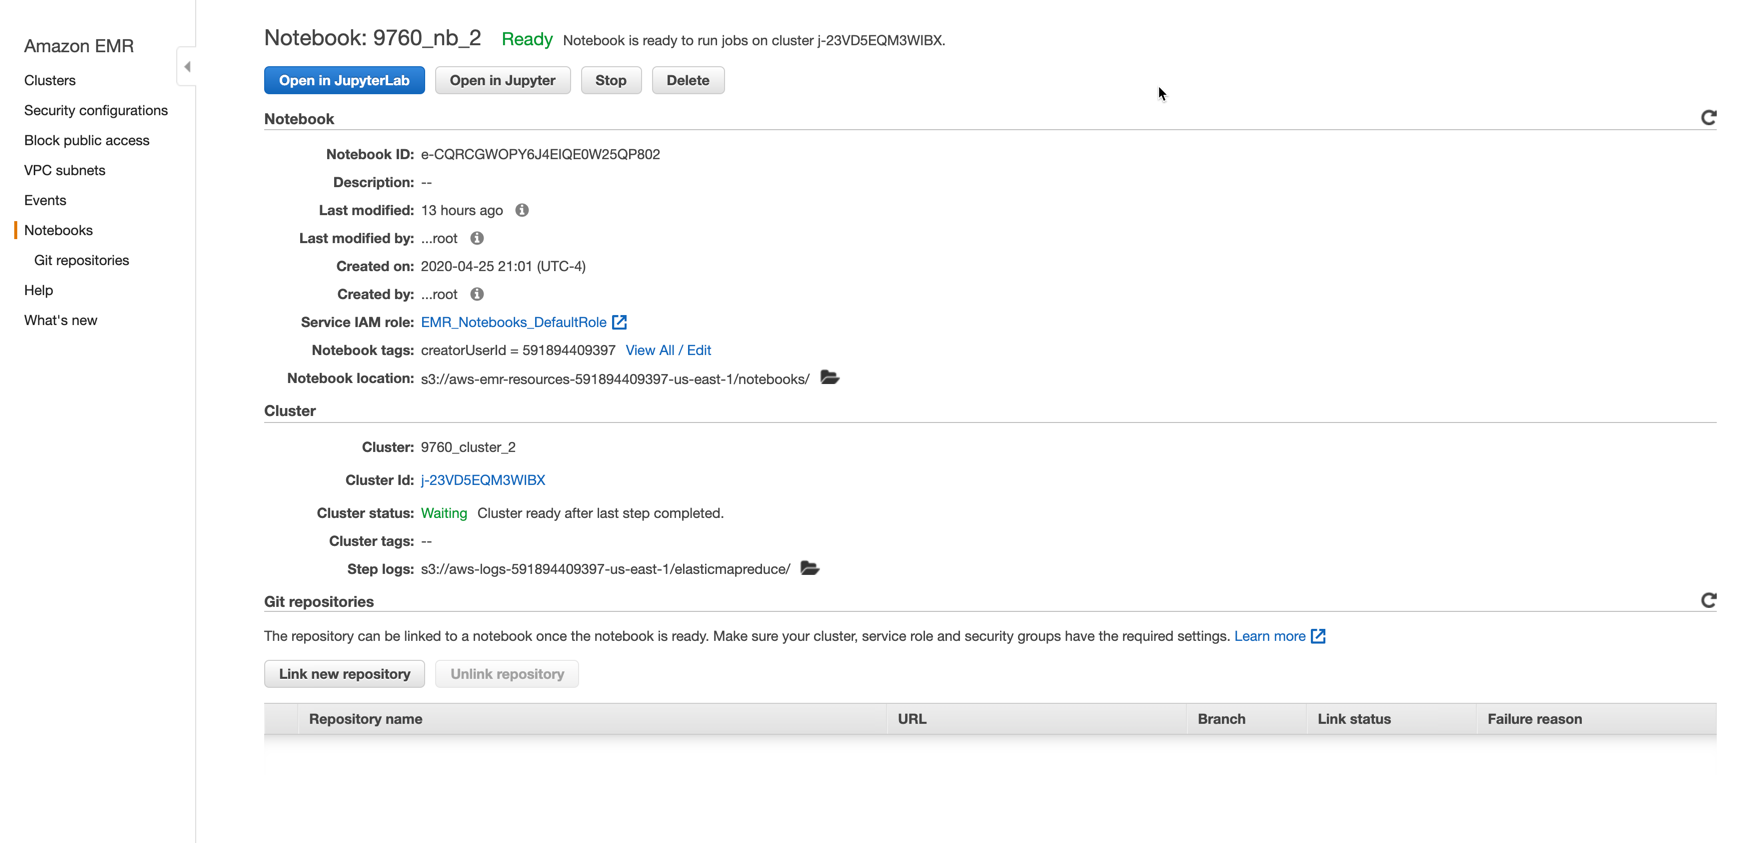 Amazon EMR
Clusters
Security configurations
Block public access
VPC subnets
Events
Notebooks
Git repositories
Help
What's new
Notebook: 9760_nb_2 Ready Notebook is ready to run jobs on cluster j-23VD5EQM3WIBX.
Open in JupyterLab Open in Jupyter Stop Delete
Notebook
Notebook ID: e-CQRCGWOPY6J4EIQE0W25QP802
Description: --
Last modified: 13 hours ago
Last modified by: ...root
Created on: 2020-04-25 21:01 (UTC-4)
Created by: ...root
Service IAM role: EMR_Notebooks_DefaultRole
Notebook tags: creatorUserId = 591894409397 View All / Edit
Notebook location: s3://aws-emr-resources-591894409397-us-east-1/notebooks/
Cluster
Cluster: 9760_cluster_2
Cluster Id: j-23VD5EQM3WIBX
Cluster status: Waiting Cluster ready after last step completed.
Cluster tags: --
Step logs: s3://aws-logs-591894409397-us-east-1/elasticmapreduce/
Git repositories
The repository can be linked to a notebook once the notebook is ready. Make sure your cluster, service role and security groups have the required settings. Learn more
Link new repository Unlink repository
Repository name URL Branch Link status Failure reason